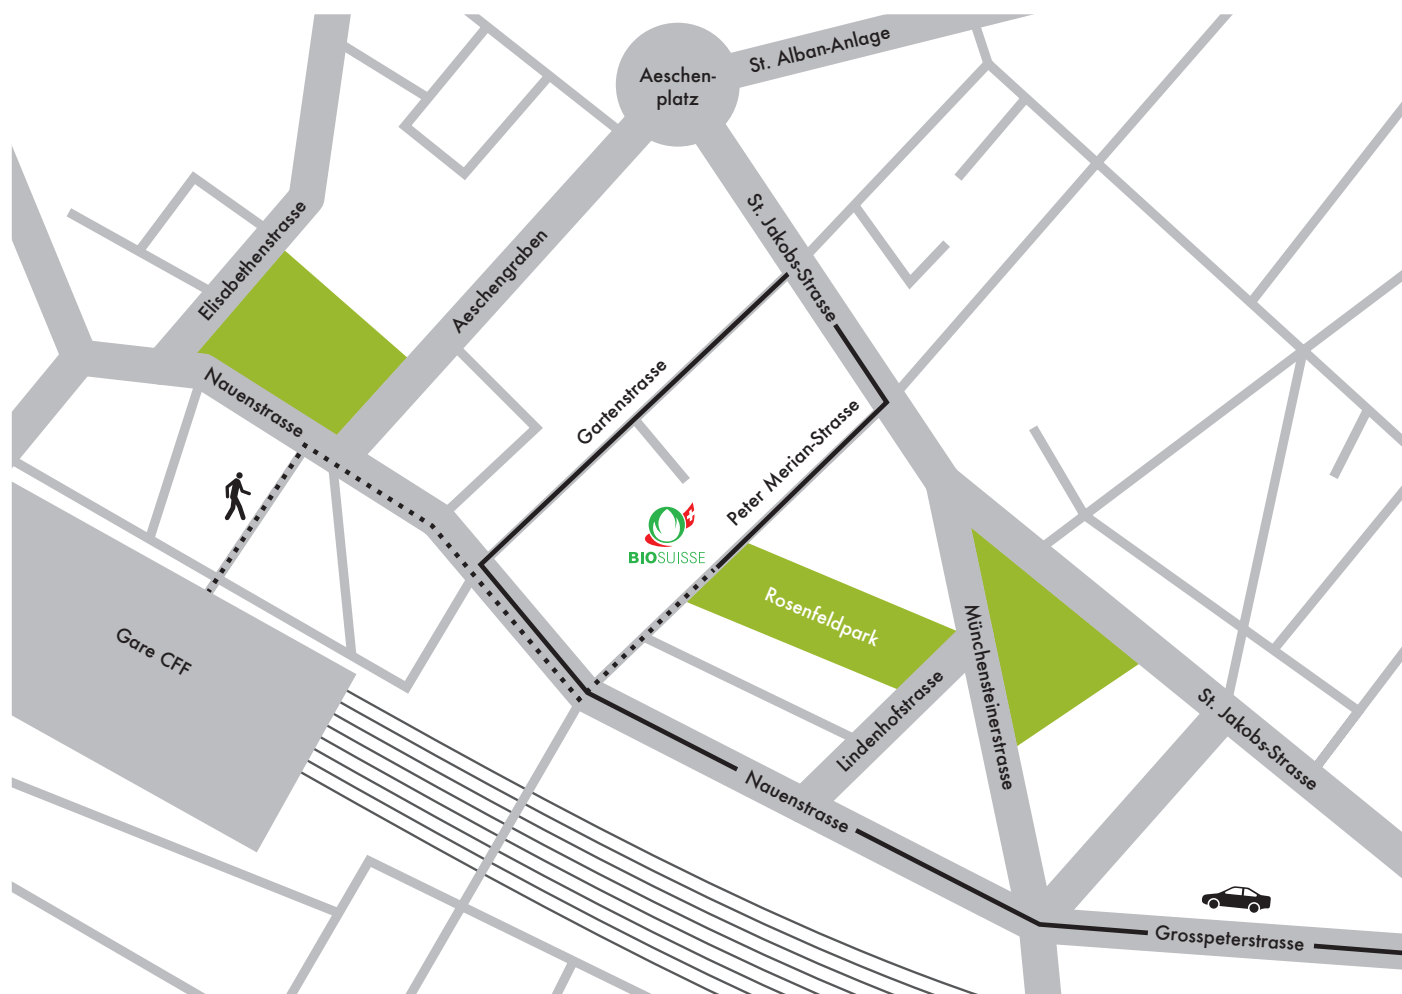 St. Alban-Anlage
Aeschen-
platz
St. Jakobs-Strasse
Elisabethenstrasse
Aeschengraben
Nauenstrasse
Gartenstrasse
Peter Merian-Strasse
BIOSUISSE
Rosenfeldpark
Gare CFF
Münchensteinerstrasse
Lindenhofstrasse
St. Jakobs-Strasse
Nauenstrasse
Grosspeterstrasse